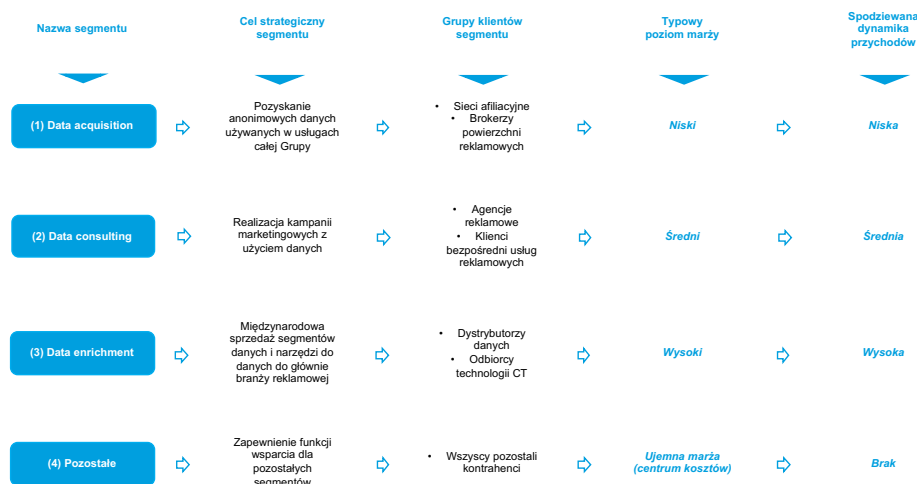 Nazwa segmentu
Cel strategiczny
segmentu
Grupy klientów
segmentu
Typowy
poziom marży
Spodziewana
dynamika
przychodów
(1) Data acquisition
Pozyskanie
anonimowych danych
używanych w usługach
całej Grupy
• Sieci afiliacyjne
• Brokerzy
powierzchni
reklamowych
Niski
Niska
(2) Data consulting
Realizacja kampanii
marketingowych z
użyciem danych
• Agencje
reklamowe
• Klienci
bezpośredni usług
reklamowych
Średni
Średnia
(3) Data enrichment
Międzynarodowa
sprzedaż segmentów
danych i narzędzi do
danych do głównie
branży reklamowej
• Dystrybutorzy
danych
• Odbiorcy
technologii CT
Wysoki
Wysoka
(4) Pozostałe
Zapewnienie funkcji
wsparcia dla
pozostałych
segmentów
• Wszyscy pozostali
kontrahenci
Ujemna marża
(centrum kosztów)
Brak